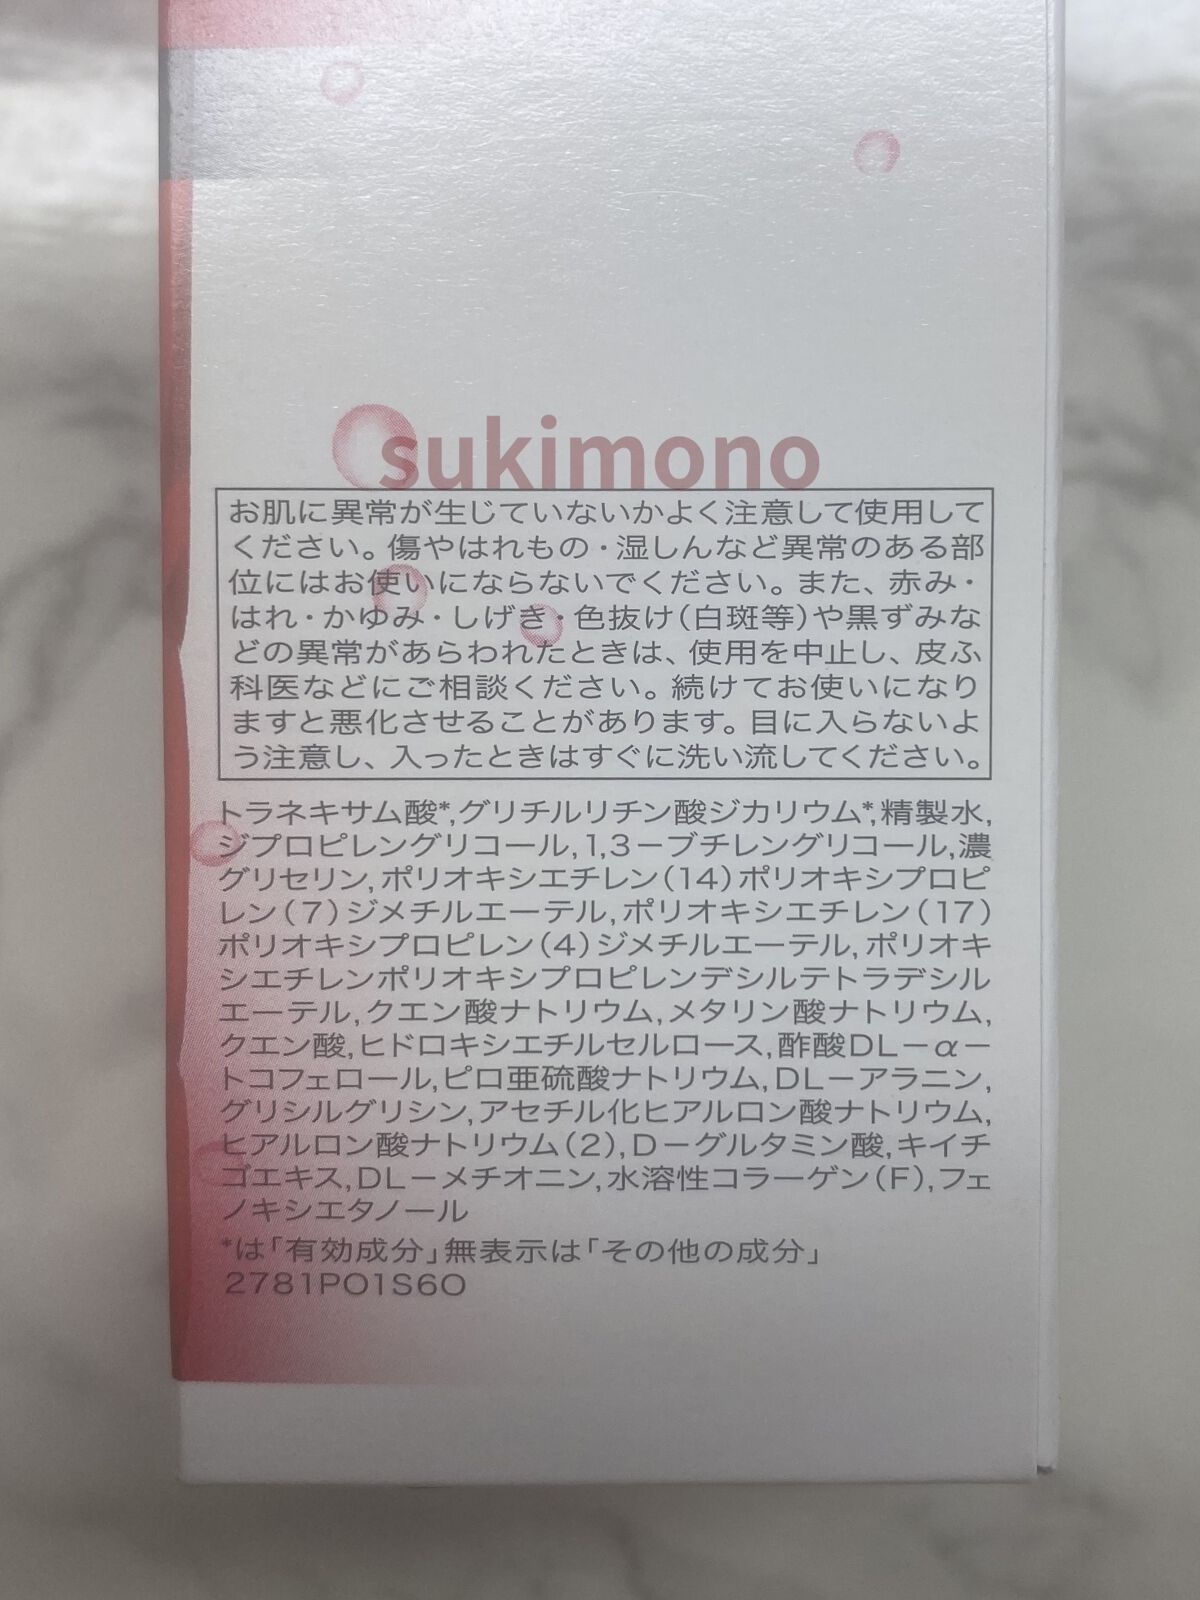 sukimono
お肌に異常が生じていないかよく注意して使用して
ください。傷やはれもの・湿しんなど異常のある部
位にはお使いにならないでください。また、赤み・
はれ・かゆみ・しげき・色抜け(白斑等)や黒ずみな
どの異常があらわれたときは、使用を中止し、皮ふ
科医などにご相談ください。続けてお使いになり
ますと悪化させることがあります。目に入らないよ
う注意し、入ったときはすぐに洗い流してください。
トラネキサム酸*,グリチルリチン酸ジカリウム*,精製水,
ジプロピレングリコール,1,3－ブチレングリコール,濃
グリセリン,ポリオキシエチレン(14)ポリオキシプロピ
レン(7)ジメチルエーテル,ポリオキシエチレン(17)
ポリオキシプロピレン(4)ジメチルエーテル,ポリオキ
シエチレンポリオキシプロピレンデシルテトラデシル
エーテル,クエン酸ナトリウム,メタリン酸ナトリウム,
クエン酸,ヒドロキシエチルセルロース,酢酸DL－α－
トコフェロール,ピロ亜硫酸ナトリウム,DL－アラニン,
グリシルグリシン,アセチル化ヒアルロン酸ナトリウム,
ヒアルロン酸ナトリウム(2),D－グルタミン酸,キイチ
ゴエキス,DL－メチオニン,水溶性コラーゲン(F),フェ
ノキシエタノール
*は「有効成分」無表示は「その他の成分」
2781PO1S6O